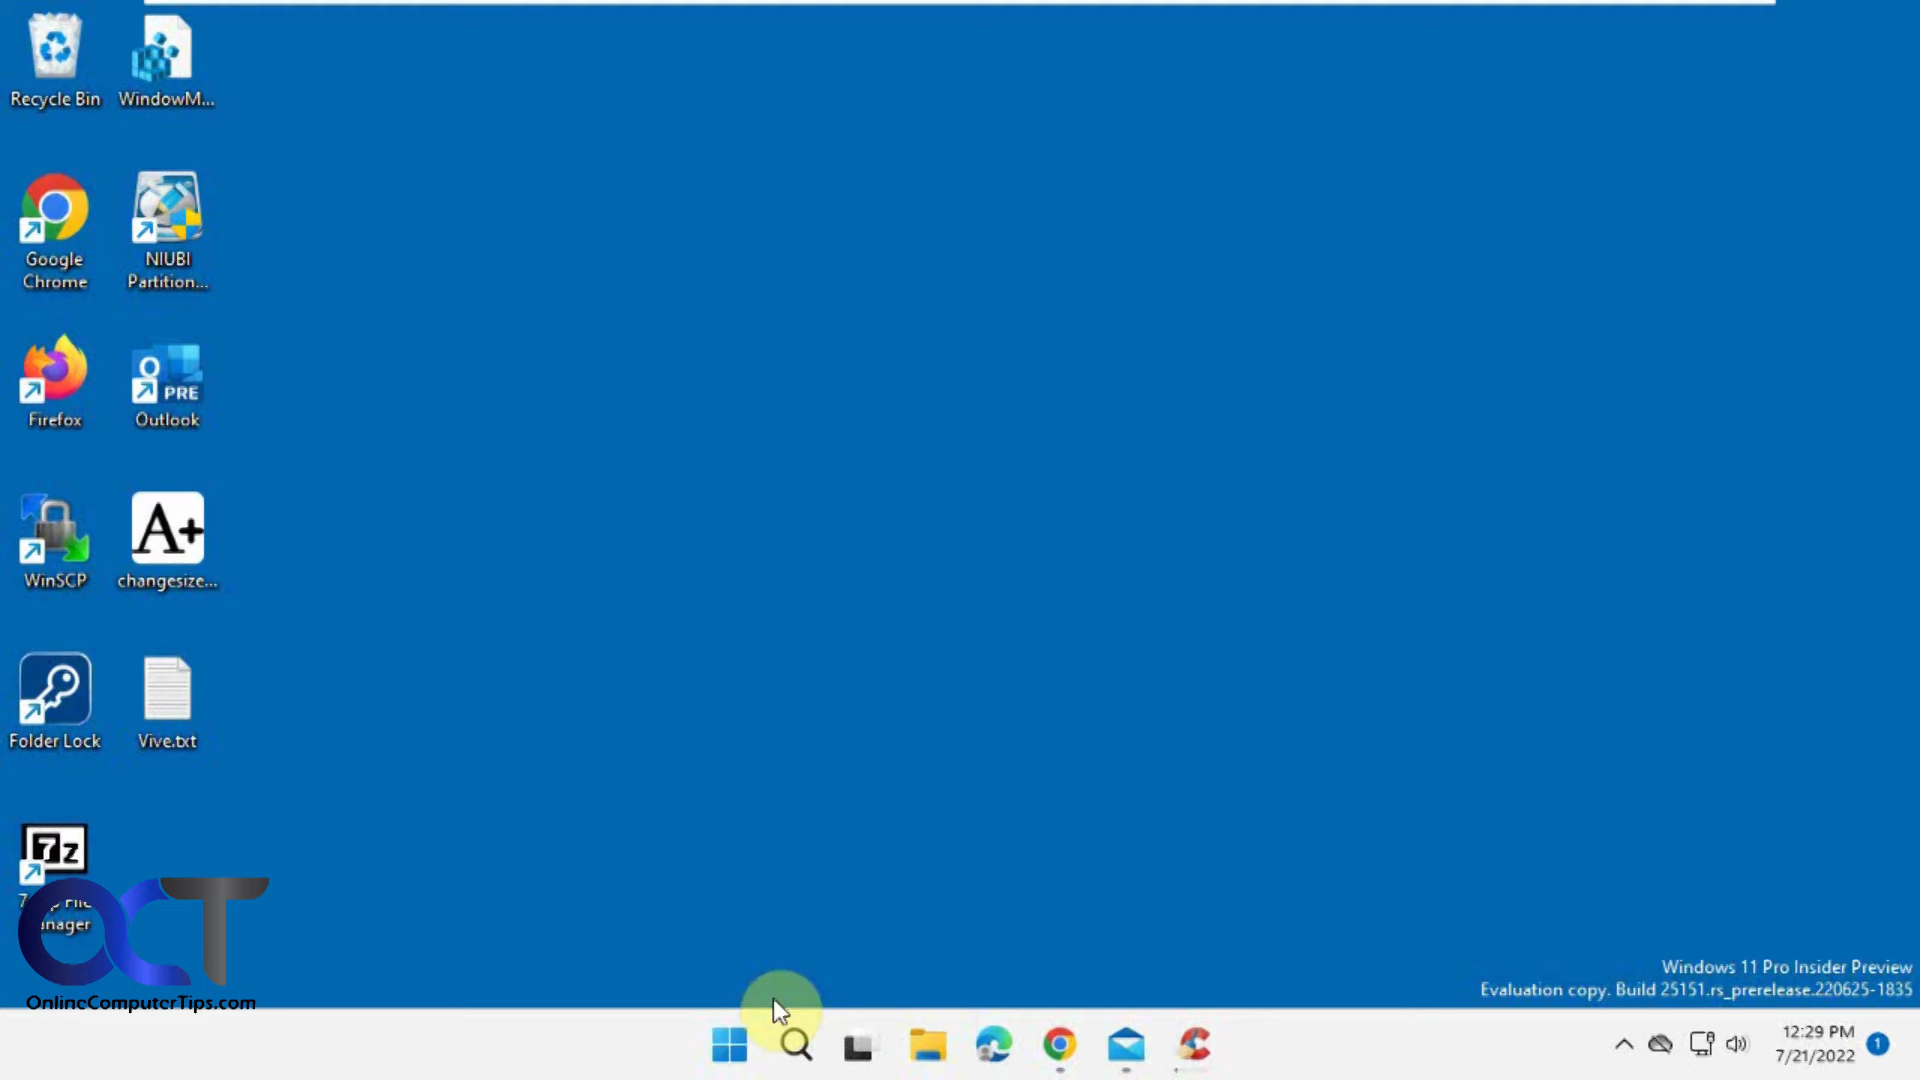 Recycle Bin
WindowM...
Google
Chrome
NIUBI
Partition...
Firefox
PRE
Outlook
WinSCP
A+
changesize...
Folder Lock
Vive.txt
7z
OCT
OnlineComputerTips.com
Windows 11 Pro Insider Preview
Evaluation copy. Build 25151.rs_prerelease.220625-1835
12:29 PM
7/21/2022
1